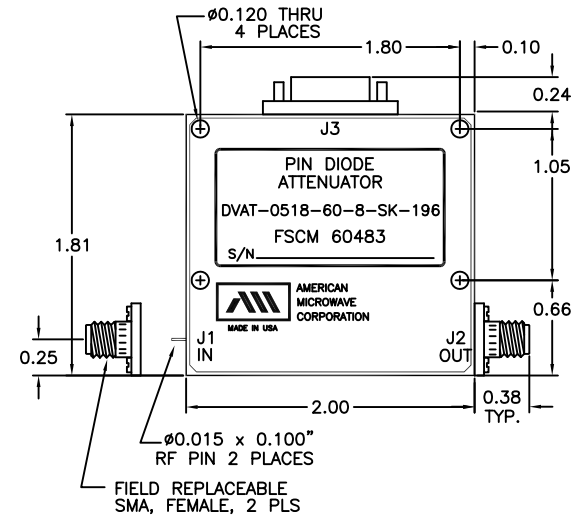 ø0.120 THRU
4 PLACES
1.80
0.10
0.24
J3
PIN DIODE
ATTENUATOR
DVAT-0518-60-8-SK-196
FSCM 60483
S/N
1.05
1.81
AMERICAN
MICROWAVE
CORPORATION
MADE IN USA
0.66
J1
IN
J2
OUT
0.25
2.00
0.38
TYP.
ø0.015 x 0.100"
RF PIN 2 PLACES
FIELD REPLACEABLE
SMA, FEMALE, 2 PLS